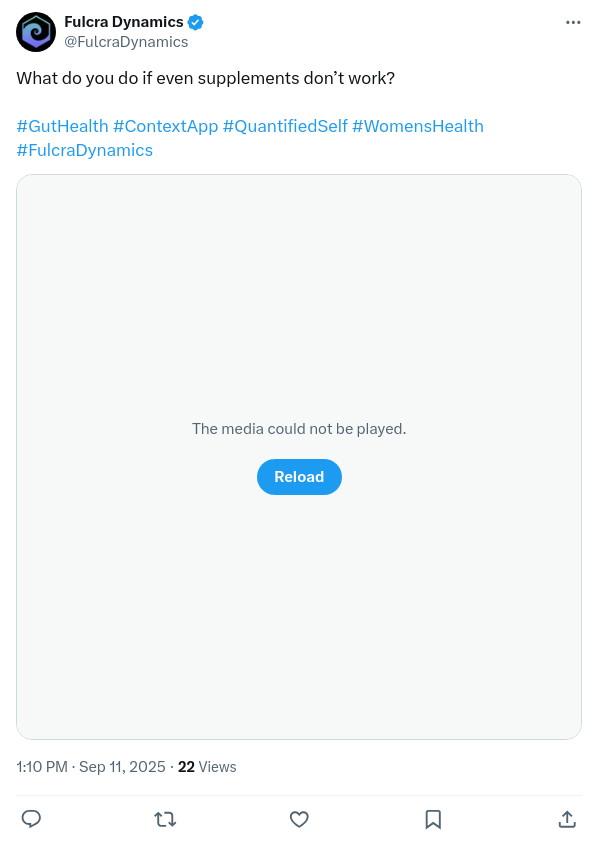 Fulcra Dynamics
@FulcraDynamics
What do you do if even supplements don’t work?
#GutHealth #ContextApp #QuantifiedSelf #WomensHealth
#FulcraDynamics
The media could not be played.
Reload
1:10 PM · Sep 11, 2025 · 22 Views